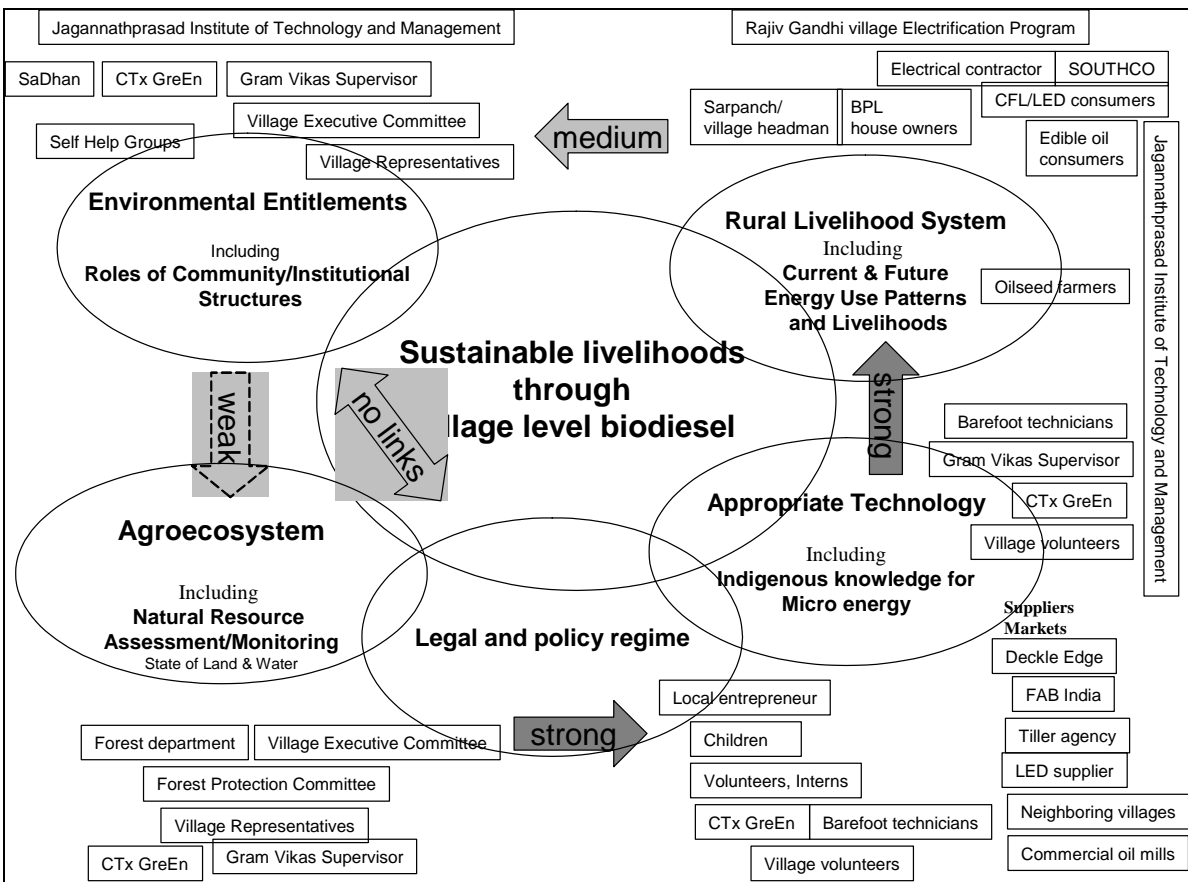 Jagannathprasad Institute of Technology and Management
Rajiv Gandhi village Electrification Program
SaDhan
CTx GreEn
Gram Vikas Supervisor
Electrical contractor
SOUTHCO
Village Executive Committee
Sarpanch/
village headman
BPL
house owners
CFL/LED consumers
medium
Self Help Groups
Village Representatives
Edible oil
consumers
Jagannathprasad Institute of Technology and Management
Environmental Entitlements
Including
Roles of Community/Institutional
Structures
Rural Livelihood System
Including
Current & Future
Energy Use Patterns
and Livelihoods
Oilseed farmers
Sustainable livelihoods
through
llage level biodiesel
weak
no links
strong
Barefoot technicians
Gram Vikas Supervisor
CTx GreEn
Village volunteers
Appropriate Technology
Including
Indigenous knowledge for
Micro energy
Agroecosystem
Including
Natural Resource
Assessment/Monitoring
State of Land & Water
Legal and policy regime
Suppliers
Markets
Deckle Edge
FAB India
Tiller agency
LED supplier
Neighboring villages
Commercial oil mills
Local entrepreneur
Children
Volunteers, Interns
CTx GreEn
Barefoot technicians
Village volunteers
strong
Forest department
Village Executive Committee
Forest Protection Committee
Village Representatives
CTx GreEn
Gram Vikas Supervisor